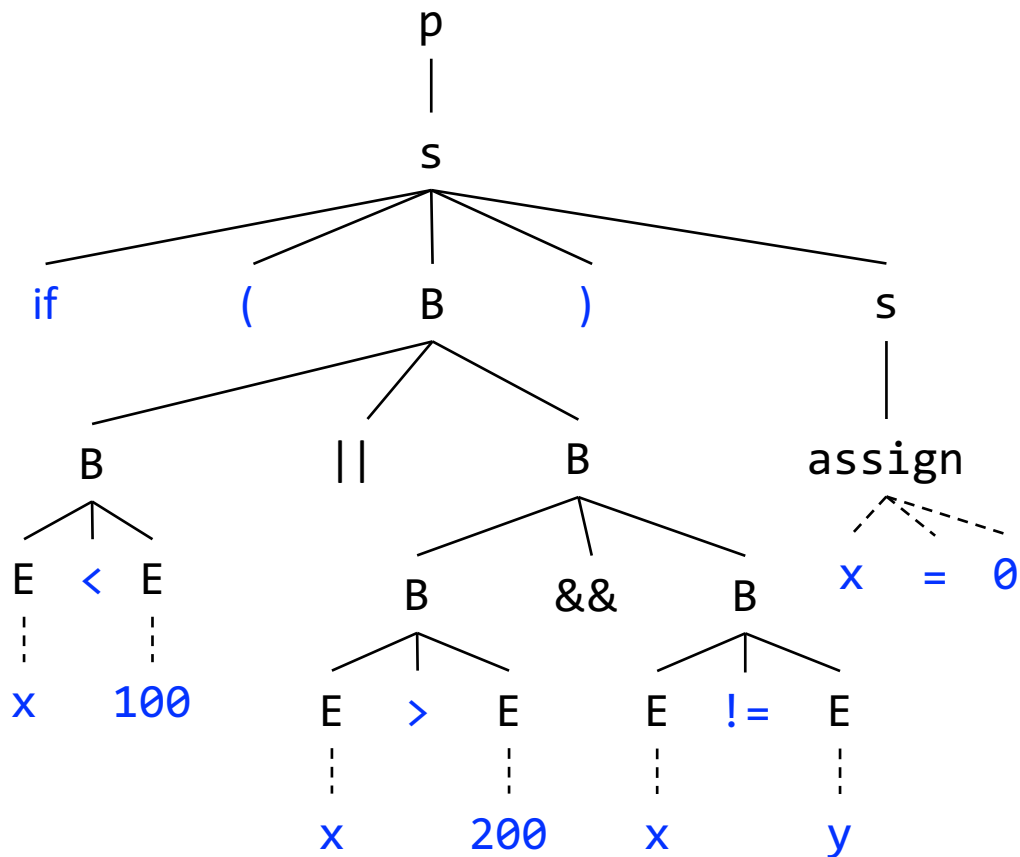 p
s
if ( B ) s
B || B assign
E < E B && B x = 0
x 100 E > E E != E
x 200 x y